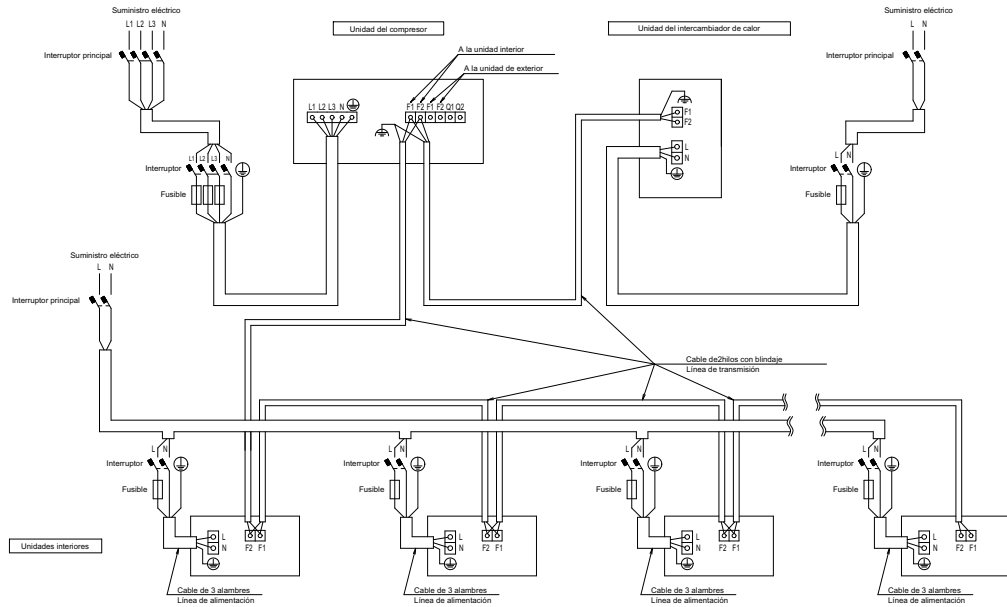 Suministro eléctrico
L1 L2 L3 N
Interruptor principal
Unidad del compresor
A la unidad interior
A la unidad de exterior
L1 L2 L3 N
F1 F2 F1 F2 Q1 Q2
Unidad del intercambiador de calor
F1
F2
L
N
Suministro eléctrico
L N
Interruptor principal
L1 L2 L3 N
Interruptor
Fusible
L N
Interruptor
Fusible
Suministro eléctrico
L N
Interruptor principal
Cable de2hilos con blindaje
Línea de transmisión
L N
Interruptor
Fusible
L
N
F2 F1
Cable de 3 alambres
Línea de alimentación
L N
Interruptor
Fusible
L
N
F2 F1
Cable de 3 alambres
Línea de alimentación
L N
Interruptor
Fusible
L
N
F2 F1
Cable de 3 alambres
Línea de alimentación
L N
Interruptor
Fusible
L
N
F2 F1
Cable de 3 alambres
Línea de alimentación
Unidades interiores